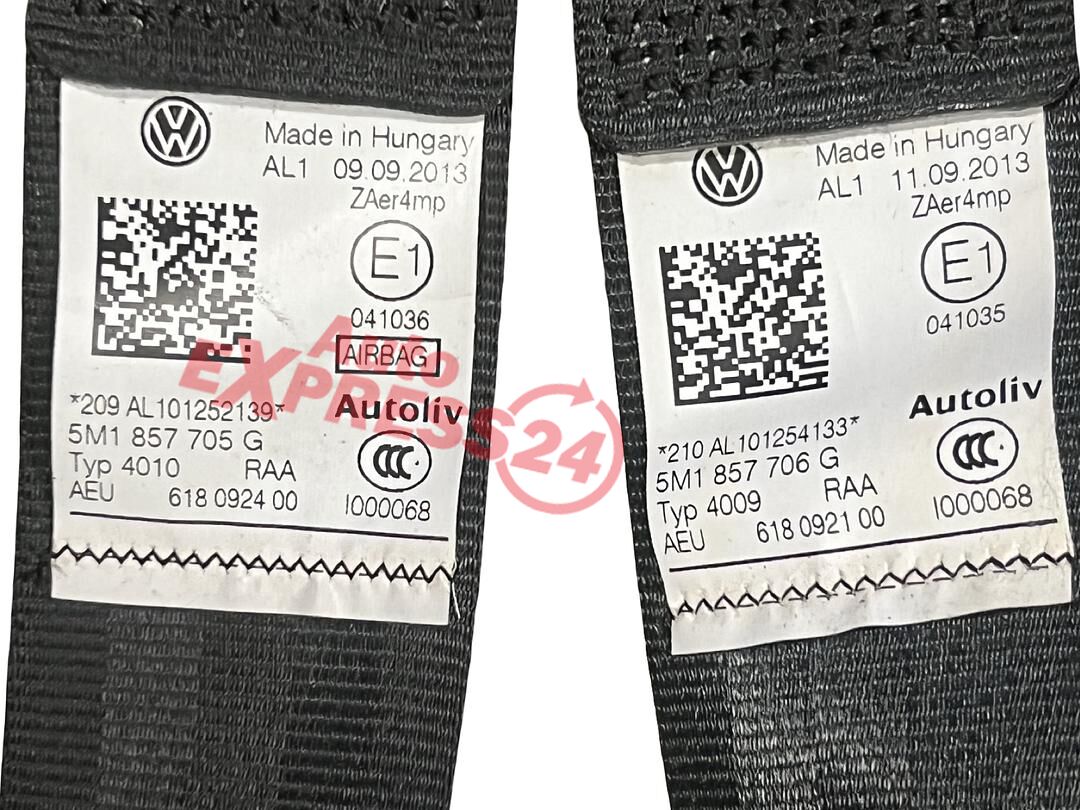 Made in Hungary
AL1 09.09.2013
ZAer4mp
E1
041036
AIRBAG
*209 AL101252139*
Autoliv
5M1 857 705 G
CCC
Typ 4010 RAA
AEU 618 0924 00 I000068
Made in Hungary
AL1 11.09.2013
ZAer4mp
E1
041035
Autoliv
*210 AL101254133*
5M1 857 706 G
CCC
Typ 4009 RAA
AEU 618 0921 00 I000068
Auto
EXPRESS24